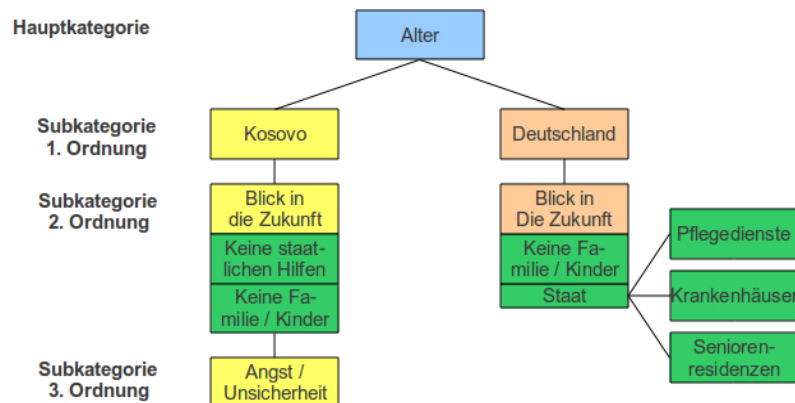 Hauptkategorie
Alter
Subkategorie
1. Ordnung
Kosovo
Deutschland
Subkategorie
2. Ordnung
Blick in
die Zukunft
Blick in
Die Zukunft
Keine staat-
lichen Hilfen
Keine Fa-
milie / Kinder
Keine Fa-
milie / Kinder
Staat
Pflegedienste
Krankenhäuser
Senioren-
residenzen
Subkategorie
3. Ordnung
Angst /
Unsicherheit